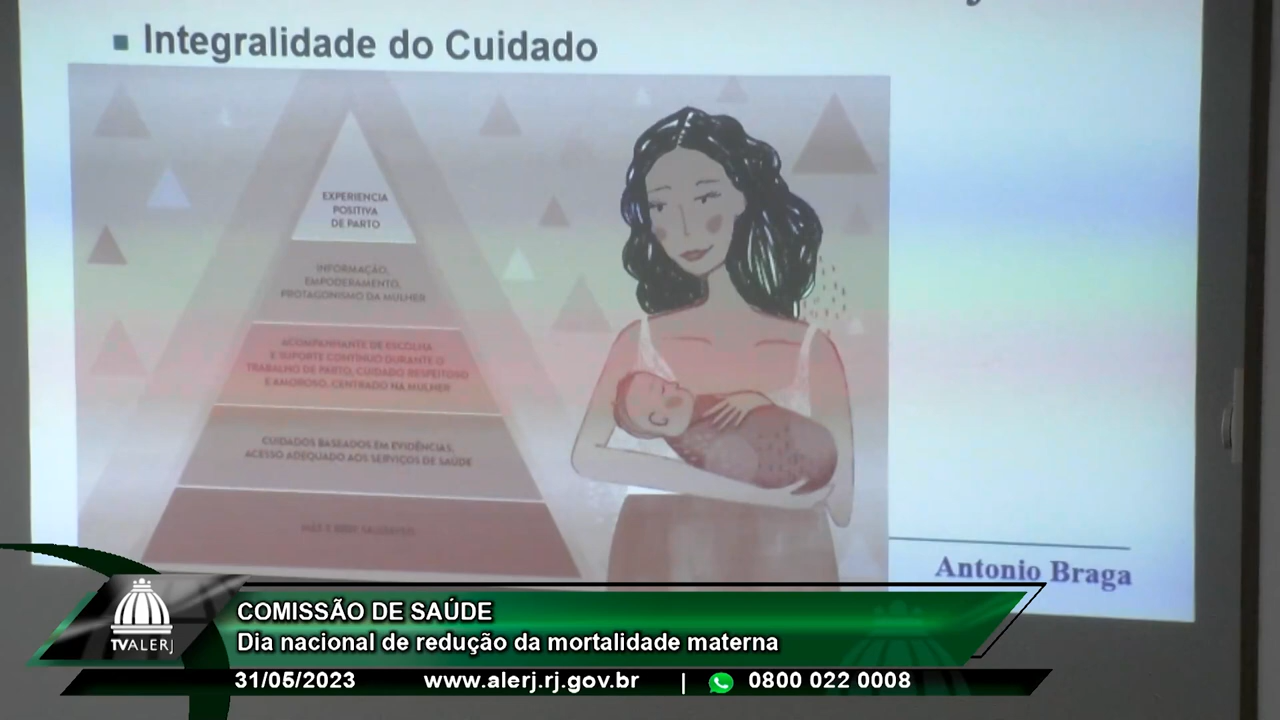 Integralidade do Cuidado
EXPERIENCIA
POSITIVA
DE PARTO
INFORMAÇÃO,
EMPODERAMENTO,
PROTAGONISMO DA MULHER
ACOMPANHANTE DE ESCOLHA
E SUPORTE CONTÍNUO DURANTE O
TRABALHO DE PARTO, CUIDADO RESPEITOSO
E AMOROSO, CENTRADO NA MULHER
CUIDADOS BASEADOS EM EVIDÊNCIAS,
ACESSO ADEQUADO AOS SERVIÇOS DE SAÚDE
Antonio Braga
TVALERJ
COMISSÃO DE SAÚDE
Dia nacional de redução da mortalidade materna
31/05/2023 www.alerj.rj.gov.br | 0800 022 0008